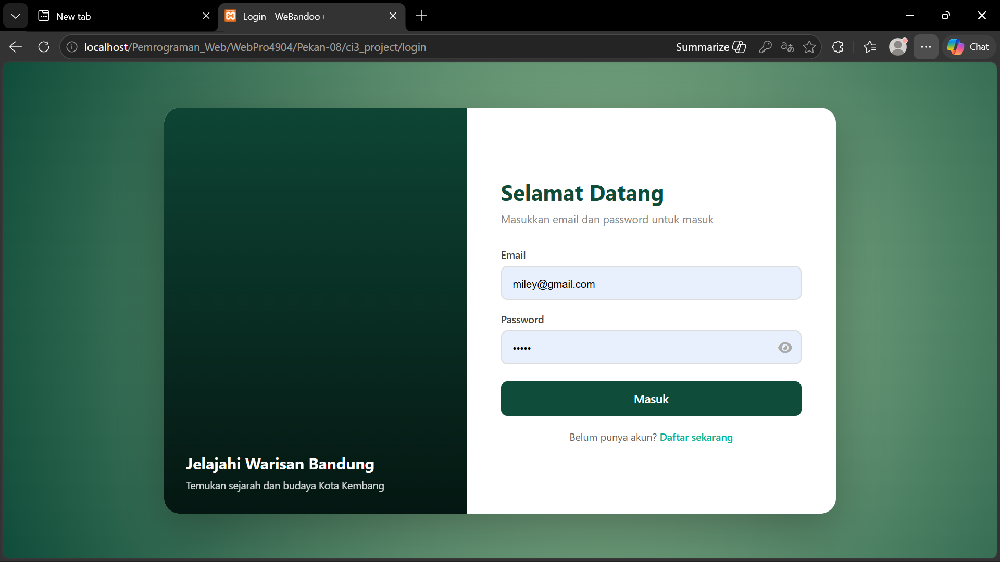 New tab
Login - WeBandoo+
localhost/Pemrograman_Web/WebPro4904/Pekan-08/ci3_project/login
Summarize
Chat
Selamat Datang
Masukkan email dan password untuk masuk
Email
miley@gmail.com
Password
•••••
Masuk
Belum punya akun? Daftar sekarang
Jelajahi Warisan Bandung
Temukan sejarah dan budaya Kota Kembang